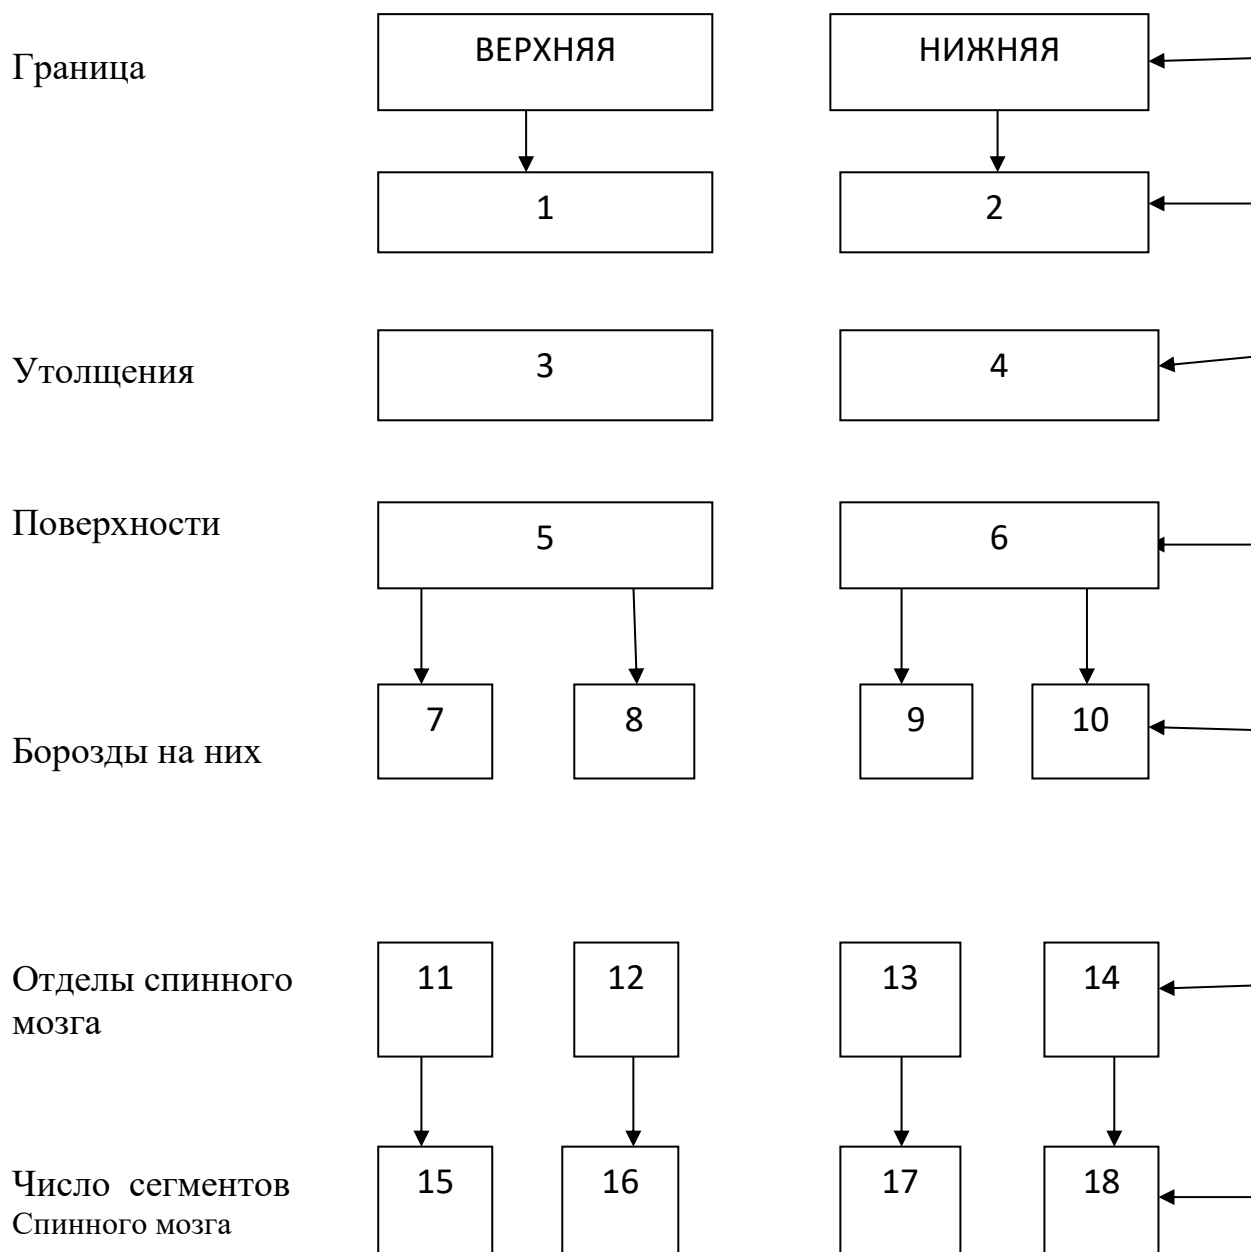 Граница
ВЕРХНЯЯ
НИЖНЯЯ
1
2
Утолщения
3
4
Поверхности
5
6
Борозды на них
7
8
9
10
Отделы спинного
мозга
11
12
13
14
Число сегментов
Спинного мозга
15
16
17
18